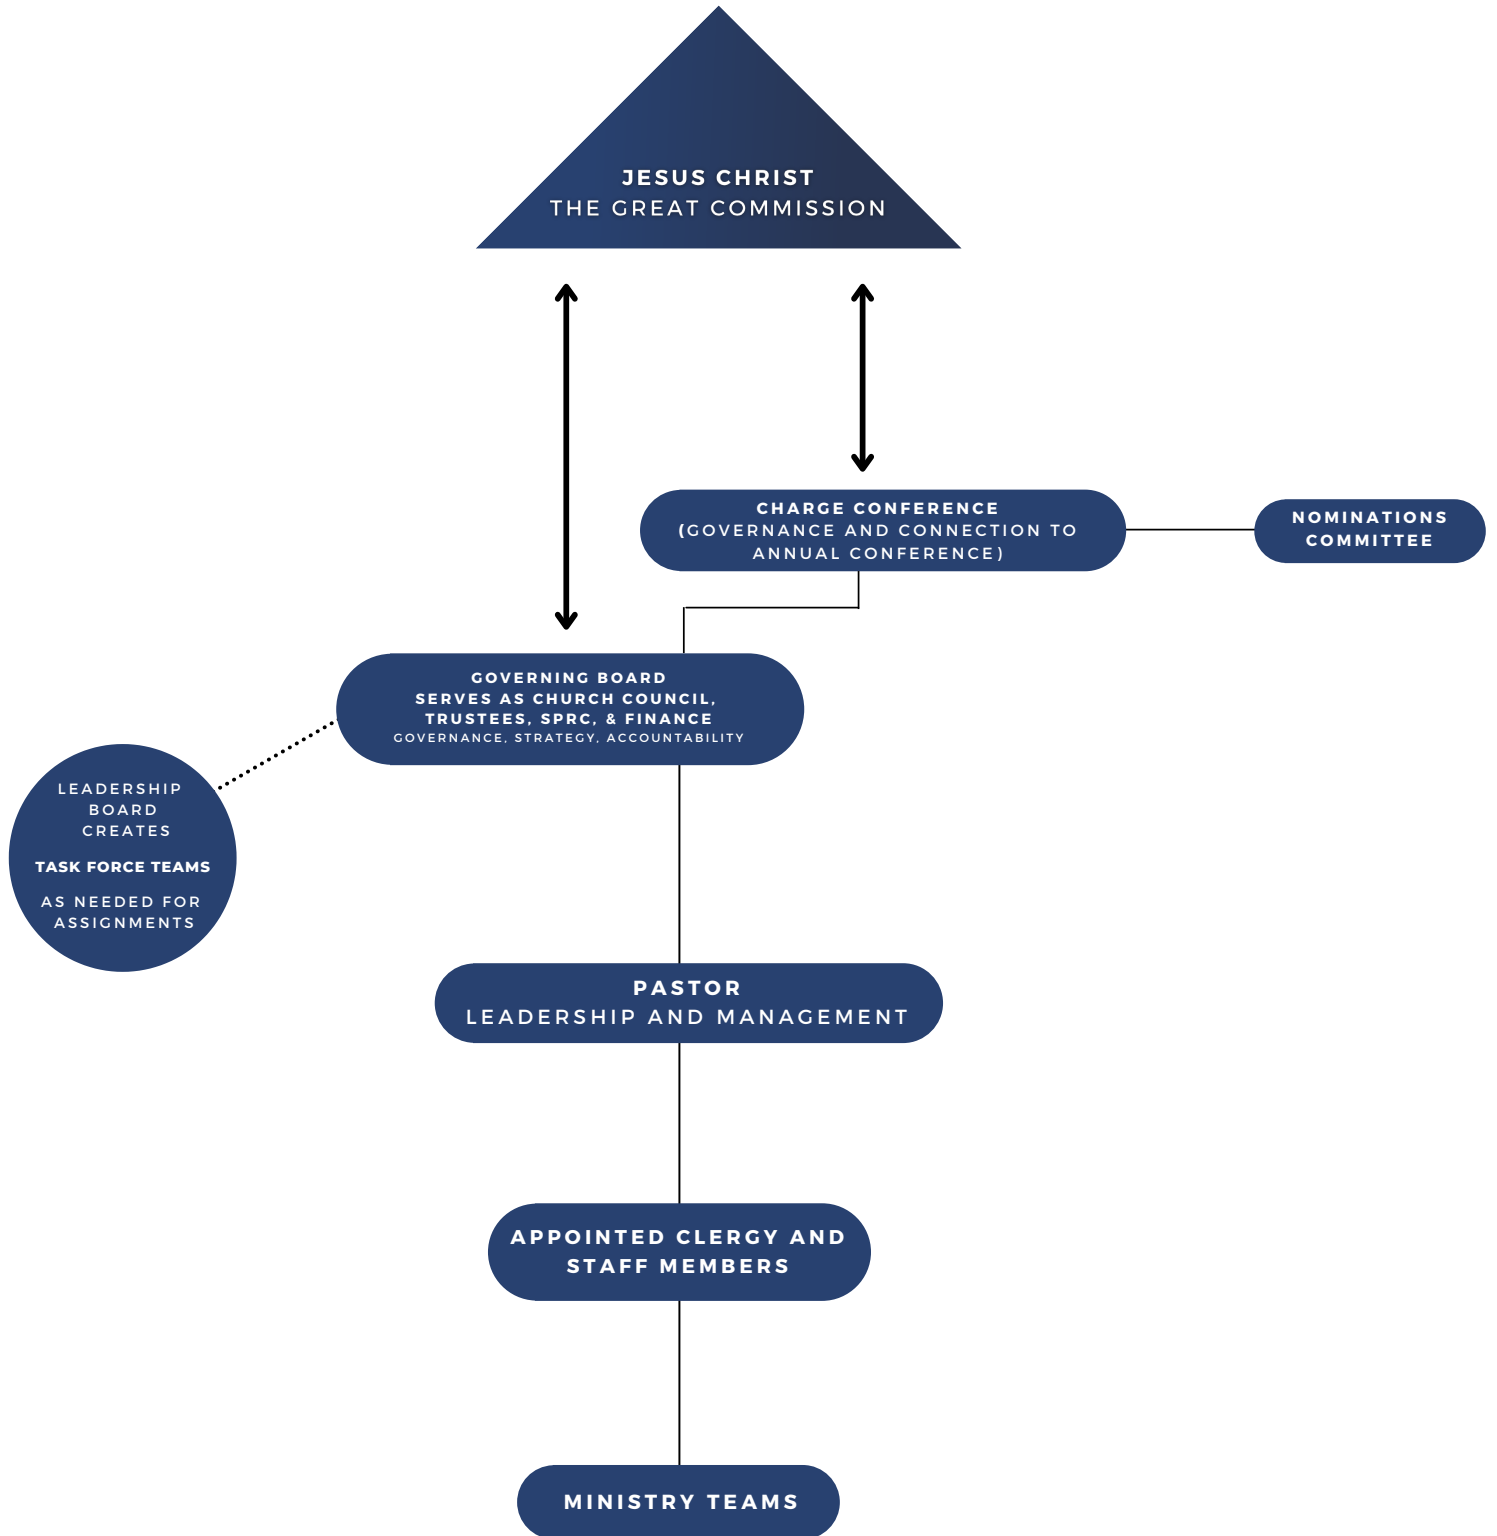 JESUS CHRIST
THE GREAT COMMISSION
CHARGE CONFERENCE
(GOVERNANCE AND CONNECTION TO
ANNUAL CONFERENCE)
NOMINATIONS
COMMITTEE
GOVERNING BOARD
SERVES AS CHURCH COUNCIL,
TRUSTEES, SPRC, & FINANCE
GOVERNANCE, STRATEGY, ACCOUNTABILITY
LEADERSHIP
BOARD
CREATES
TASK FORCE TEAMS
AS NEEDED FOR
ASSIGNMENTS
PASTOR
LEADERSHIP AND MANAGEMENT
APPOINTED CLERGY AND
STAFF MEMBERS
MINISTRY TEAMS